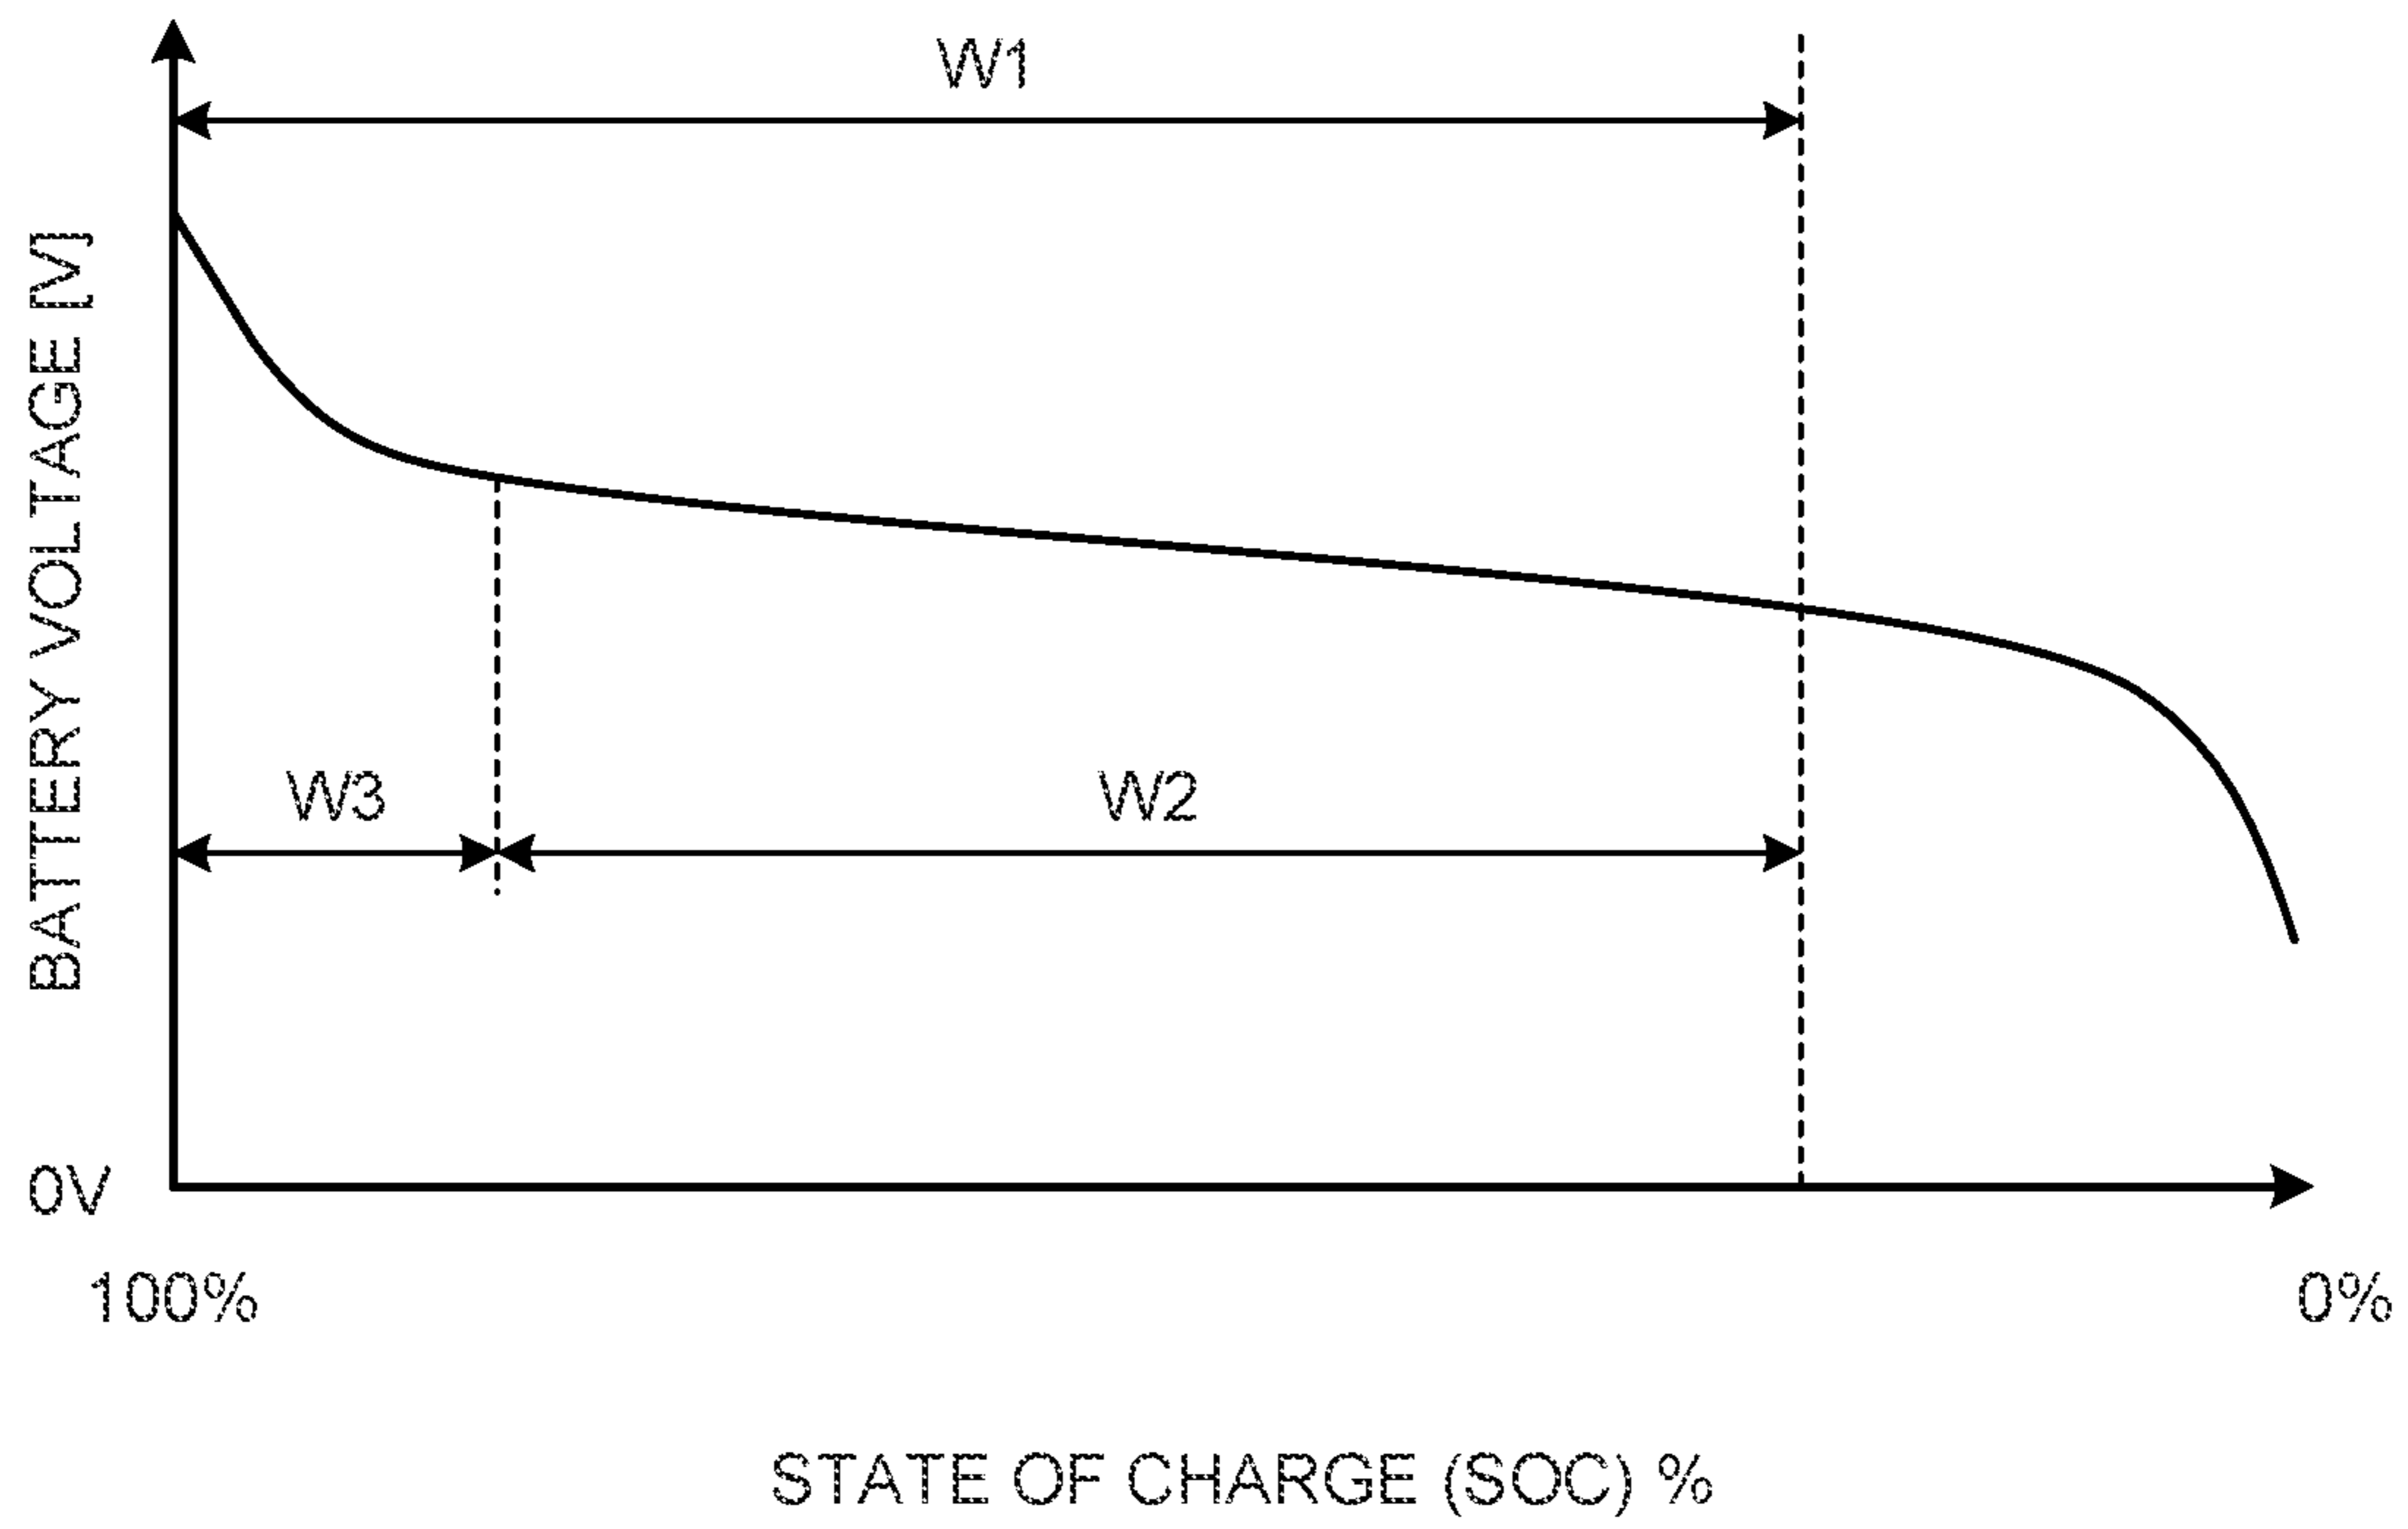 W1
BATTERY VOLTAGE [V]
W3
W2
0V
100%
0%
STATE OF CHARGE (SOC) %